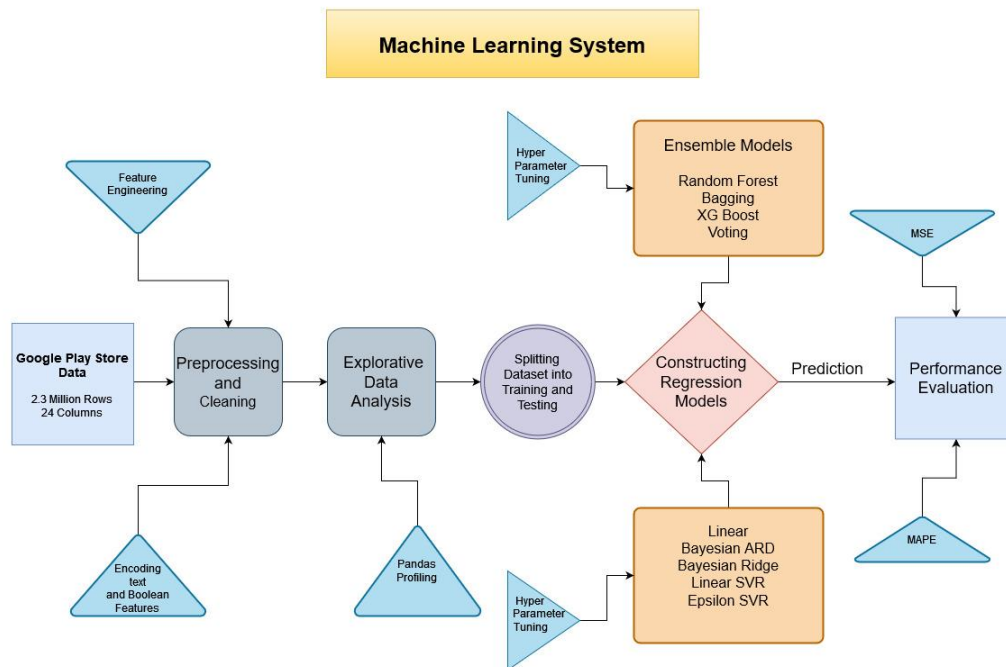 Machine Learning System
Hyper
Parameter
Tuning
Ensemble Models
Random Forest
Bagging
XG Boost
Voting
Feature
Engineering
MSE
Google Play Store
Data
2.3 Million Rows
24 Columns
Preprocessing
and
Cleaning
Explorative
Data
Analysis
Splitting
Dataset into
Training and
Testing
Constructing
Regression
Models
Prediction
Performance
Evaluation
Encoding
text
and Boolean
Features
Pandas
Profiling
Hyper
Parameter
Tuning
Linear
Bayesian ARD
Bayesian Ridge
Linear SVR
Epsilon SVR
MAPE